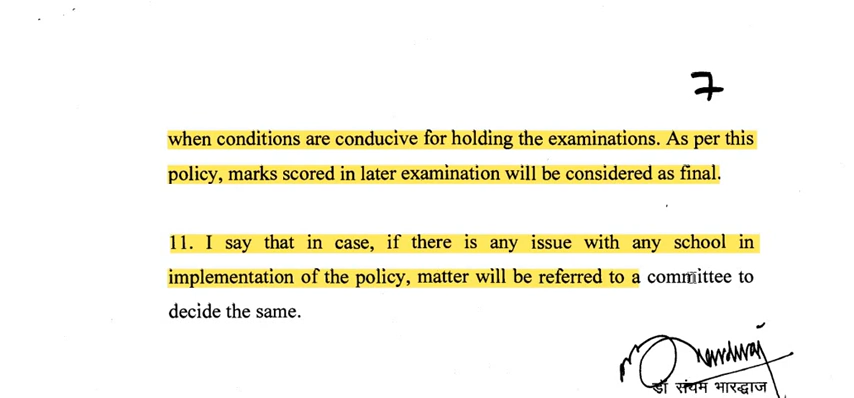 7
when conditions are conducive for holding the examinations. As per this
policy, marks scored in later examination will be considered as final.
11. I say that in case, if there is any issue with any school in
implementation of the policy, matter will be referred to a committee to
decide the same.
डॉ संयम भारद्वाज